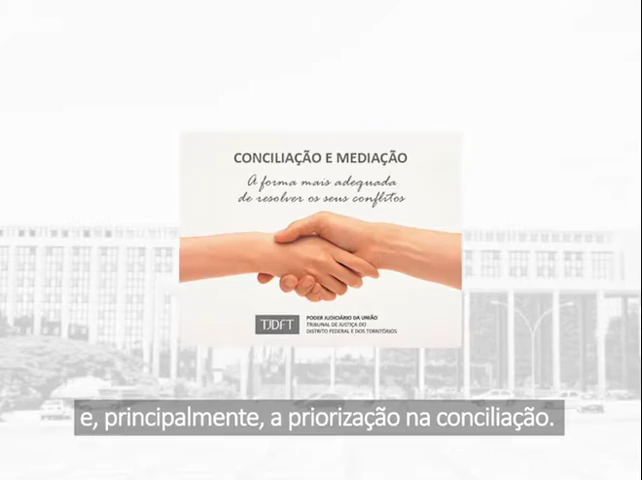 CONCILIAÇÃO E MEDIAÇÃO
A forma mais adequada
de resolver os seus conflitos
TJDFT
PODER JUDICIÁRIO DA UNIÃO
TRIBUNAL DE JUSTIÇA DO
DISTRITO FEDERAL E DOS TERRITÓRIOS
e, principalmente, a priorização na conciliação.